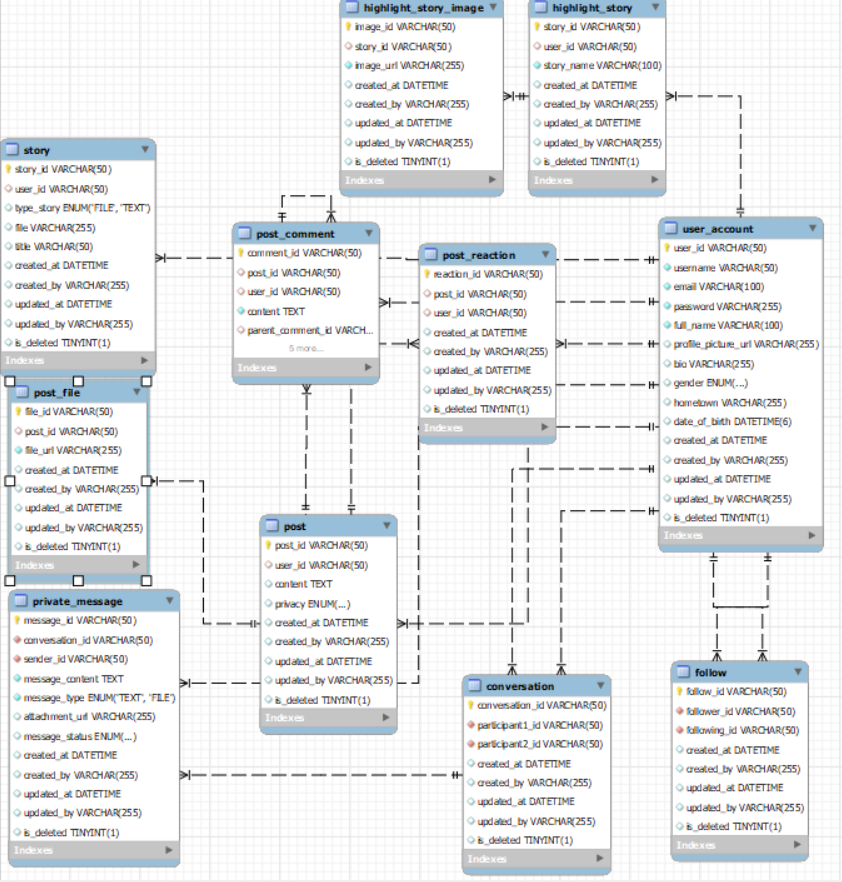 highlight_story_image
image_id VARCHAR(50)
story_id VARCHAR(50)
image_url VARCHAR(255)
created_at DATETIME
created_by VARCHAR(255)
updated_at DATETIME
updated_by VARCHAR(255)
is_deleted TINYINT(1)
Indexes
highlight_story
story_id VARCHAR(50)
user_id VARCHAR(50)
story_name VARCHAR(100)
created_at DATETIME
created_by VARCHAR(255)
updated_at DATETIME
updated_by VARCHAR(255)
is_deleted TINYINT(1)
Indexes
story
story_id VARCHAR(50)
user_id VARCHAR(50)
type_story ENUM('FILE', 'TEXT')
file VARCHAR(255)
title VARCHAR(50)
created_at DATETIME
created_by VARCHAR(255)
updated_at DATETIME
updated_by VARCHAR(255)
is_deleted TINYINT(1)
Indexes
post_comment
comment_id VARCHAR(50)
post_id VARCHAR(50)
user_id VARCHAR(50)
content TEXT
parent_comment_id VARCH...
5 more...
Indexes
post_reaction
reaction_id VARCHAR(50)
post_id VARCHAR(50)
user_id VARCHAR(50)
created_at DATETIME
created_by VARCHAR(255)
updated_at DATETIME
updated_by VARCHAR(255)
is_deleted TINYINT(1)
Indexes
user_account
user_id VARCHAR(50)
username VARCHAR(50)
email VARCHAR(100)
password VARCHAR(255)
full_name VARCHAR(100)
profile_picture_url VARCHAR(255)
bio VARCHAR(255)
gender ENUM(...)
hometown VARCHAR(255)
date_of_birth DATETIME(6)
created_at DATETIME
created_by VARCHAR(255)
updated_at DATETIME
updated_by VARCHAR(255)
is_deleted TINYINT(1)
Indexes
post_file
file_id VARCHAR(50)
post_id VARCHAR(50)
file_url VARCHAR(255)
created_at DATETIME
created_by VARCHAR(255)
updated_at DATETIME
updated_by VARCHAR(255)
is_deleted TINYINT(1)
Indexes
post
post_id VARCHAR(50)
user_id VARCHAR(50)
content TEXT
privacy ENUM(...)
created_at DATETIME
created_by VARCHAR(255)
updated_at DATETIME
updated_by VARCHAR(255)
is_deleted TINYINT(1)
Indexes
private_message
message_id VARCHAR(50)
conversation_id VARCHAR(50)
sender_id VARCHAR(50)
message_content TEXT
message_type ENUM('TEXT', 'FILE')
attachment_url VARCHAR(255)
message_status ENUM(...)
created_at DATETIME
created_by VARCHAR(255)
updated_at DATETIME
updated_by VARCHAR(255)
is_deleted TINYINT(1)
Indexes
conversation
conversation_id VARCHAR(50)
participant1_id VARCHAR(50)
participant2_id VARCHAR(50)
created_at DATETIME
created_by VARCHAR(255)
updated_at DATETIME
updated_by VARCHAR(255)
is_deleted TINYINT(1)
Indexes
follow
follow_id VARCHAR(50)
follower_id VARCHAR(50)
following_id VARCHAR(50)
created_at DATETIME
created_by VARCHAR(255)
updated_at DATETIME
updated_by VARCHAR(255)
is_deleted TINYINT(1)
Indexes